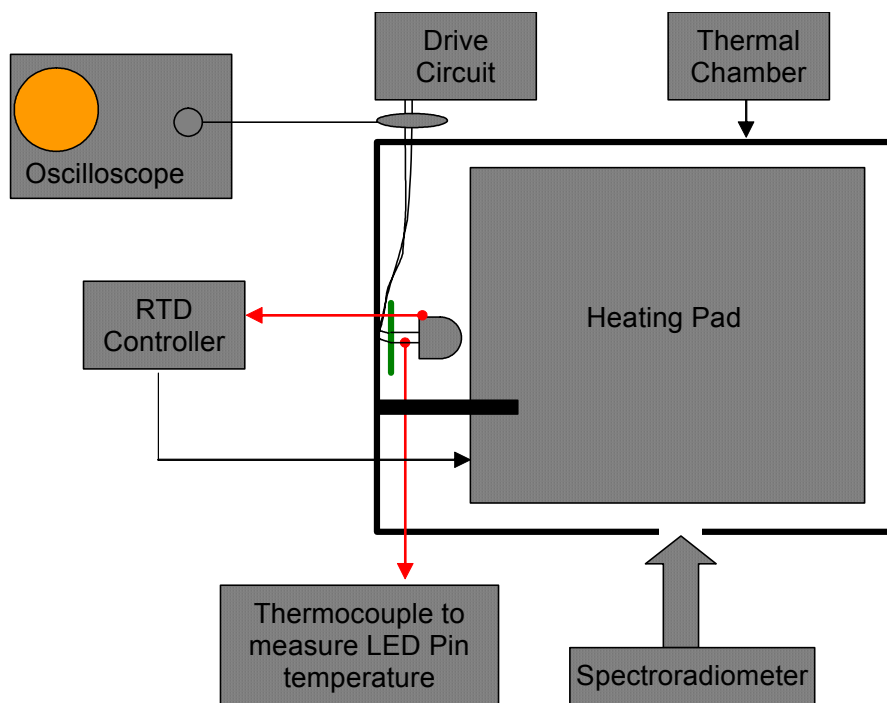 Drive
Circuit
Thermal
Chamber
Oscilloscope
RTD
Controller
Heating Pad
Thermocouple to
measure LED Pin
temperature
Spectroradiometer